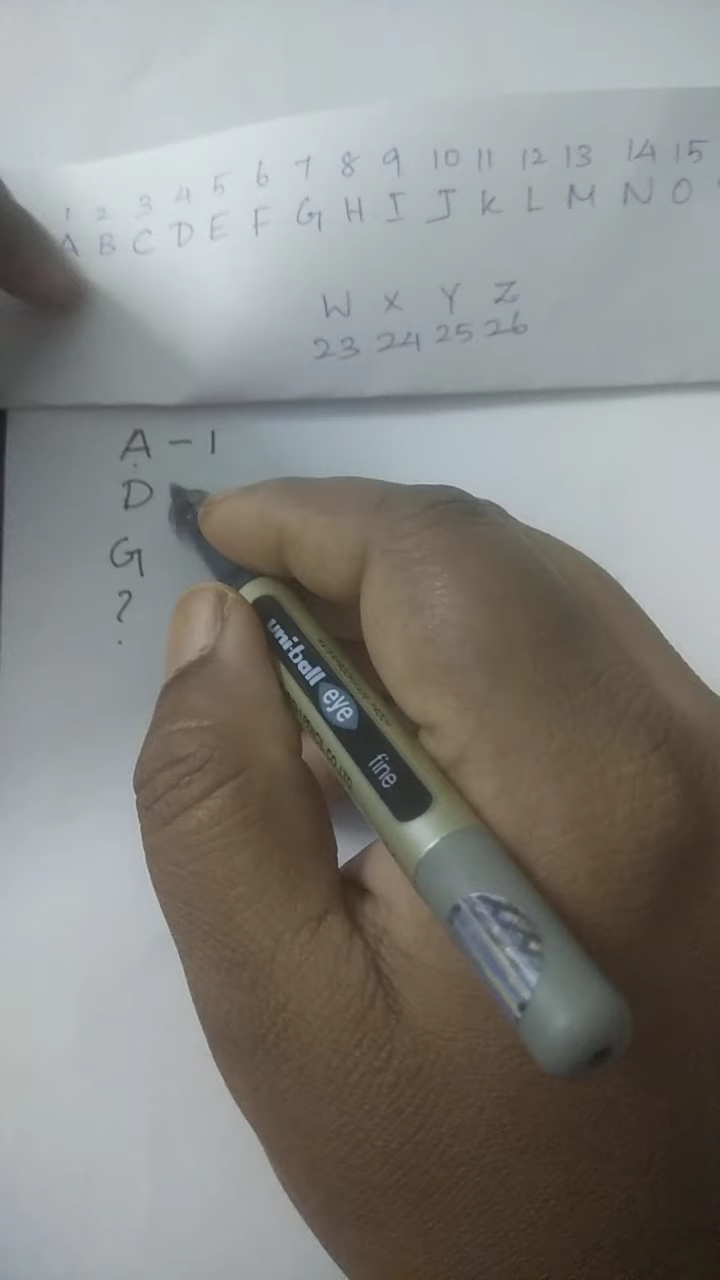 1 2 3 4 5 6 7 8 9 10 11 12 13 14 15
A B C D E F G H I J K L M N O
W X Y Z
23 24 25 26
A - 1
D
G
?
uni-ball eye
fine